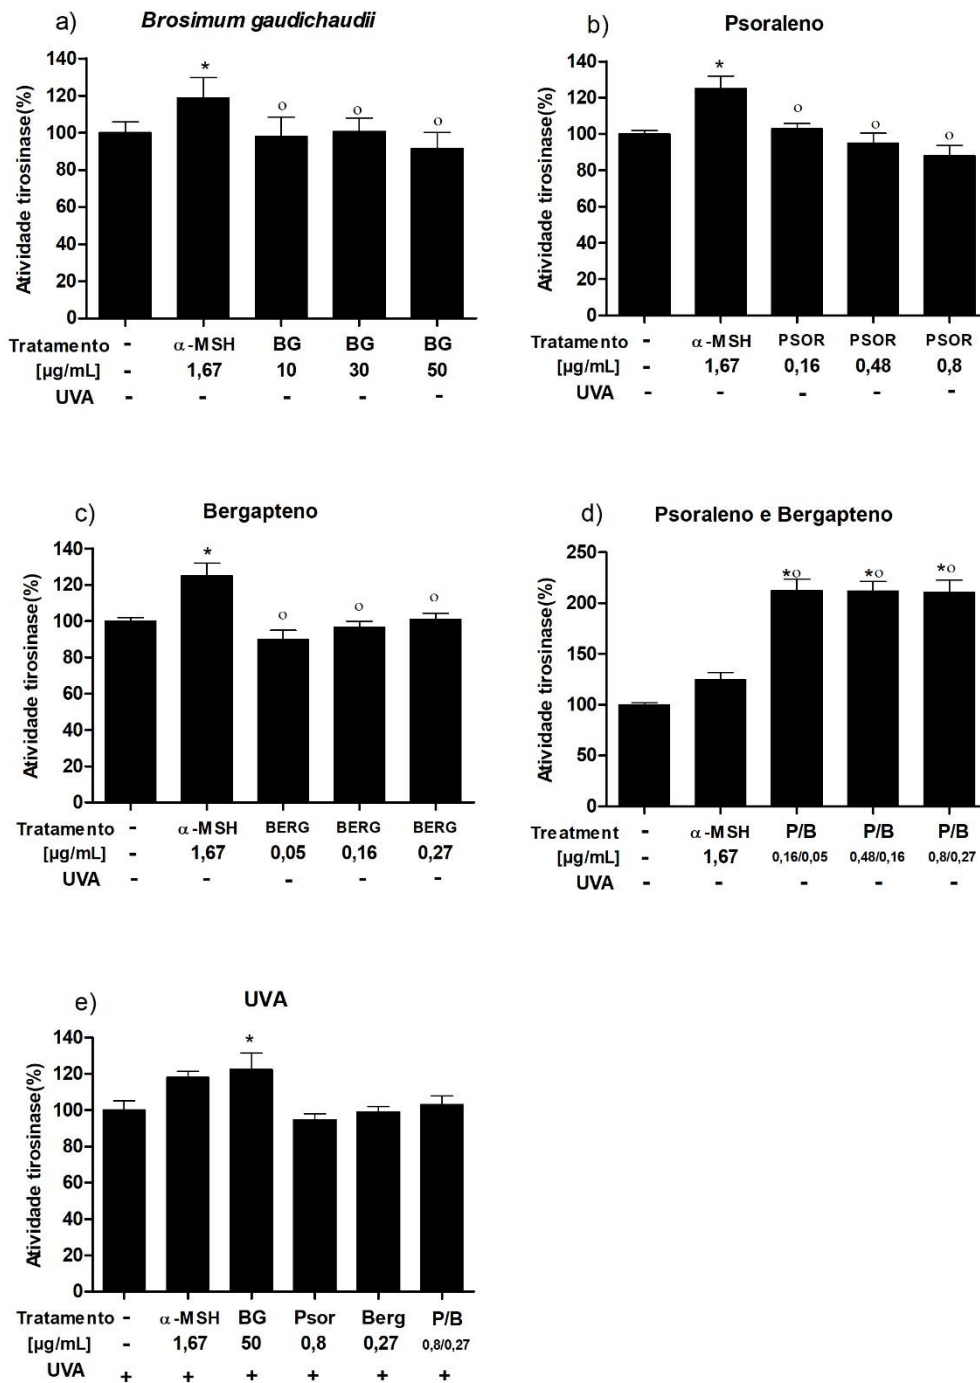 a)
Brosimum gaudichaudii
Atividade tirosinase(%)
140
120
100
80
60
40
20
0
*
o
o
o
Tratamento - α-MSH BG BG BG
[µg/mL] - 1,67 10 30 50
UVA - - - - -
b)
Psoraleno
Atividade tirosinase(%)
140
120
100
80
60
40
20
0
*
o
o
o
Tratamento - α-MSH PSOR PSOR PSOR
[µg/mL] - 1,67 0,16 0,48 0,8
UVA - - - - -
c)
Bergapteno
Atividade tirosinase(%)
140
120
100
80
60
40
20
0
*
o
o
o
Tratamento - α-MSH BERG BERG BERG
[µg/mL] - 1,67 0,05 0,16 0,27
UVA - - - - -
d)
Psoraleno e Bergapteno
Atividade tirosinase(%)
250
200
150
100
50
0
*o
*o
*o
Treatment - α-MSH P/B P/B P/B
[µg/mL] - 1,67 0,16/0,05 0,48/0,16 0,8/0,27
UVA - - - - -
e)
UVA
Atividade tirosinase(%)
140
120
100
80
60
40
20
0
*
Tratamento - α-MSH BG Psor Berg P/B
[µg/mL] - 1,67 50 0,8 0,27 0,8/0,27
UVA + + + + + +